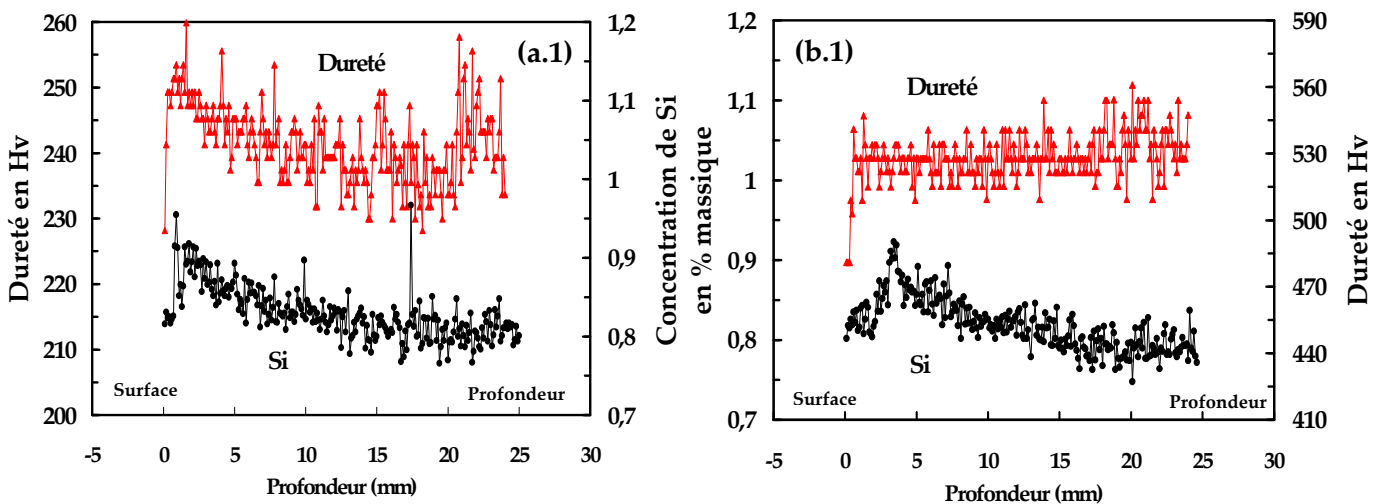 260
250
240
230
220
210
200
Dureté en Hv
(a.1)
Dureté
Si
Surface
Profondeur
1,2
1,1
1
0,9
0,8
0,7
Concentration de Si
en % massique
-5 0 5 10 15 20 25 30
Profondeur (mm)
1,2
1,1
1
0,9
0,8
0,7
(b.1)
Dureté
Si
Surface
Profondeur
590
560
530
500
470
440
410
Dureté en Hv
-5 0 5 10 15 20 25 30
Profondeur (mm)